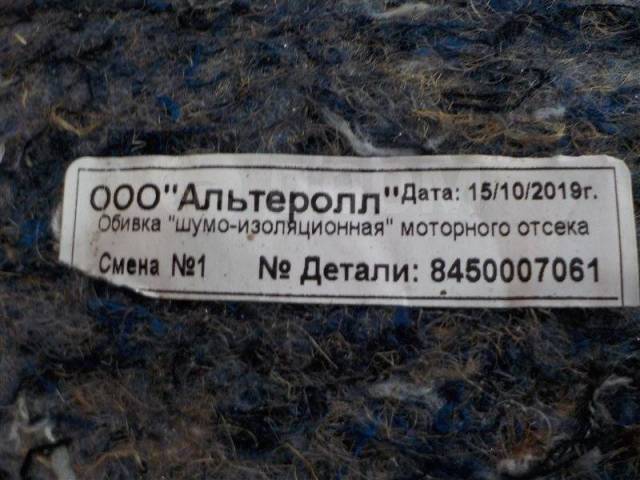 ООО"Альтеролл" Дата: 15/10/2019г.
Обивка "шумо-изоляционная" моторного отсека
Смена №1 № Детали: 8450007061